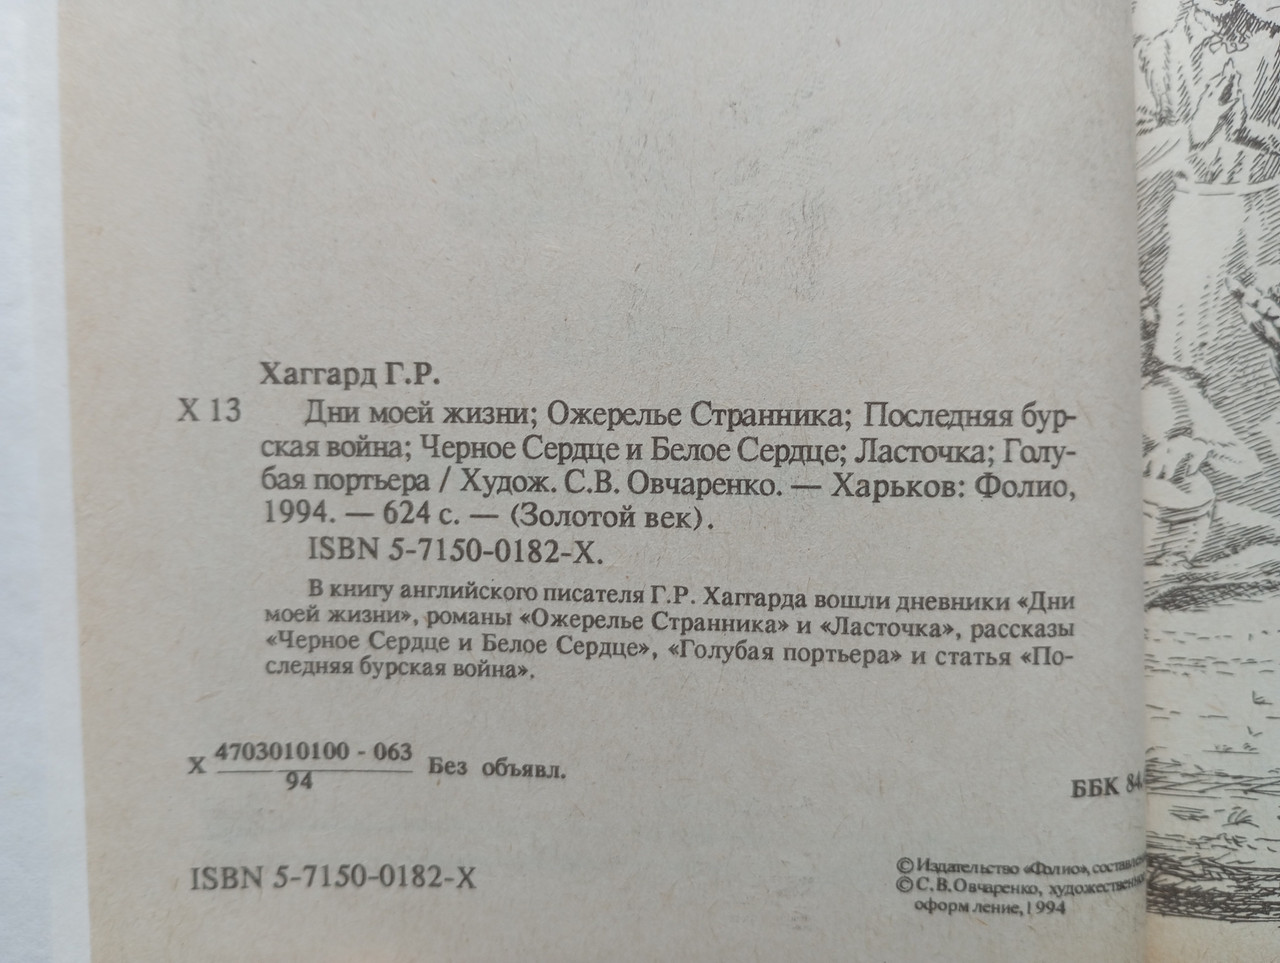 Хаггард Г.Р.
Х 13 Дни моей жизни; Ожерелье Странника; Последняя бур-
ская война; Черное Сердце и Белое Сердце; Ласточка; Голу-
бая портьера / Худож. С.В. Овчаренко. — Харьков: Фолио,
1994. — 624 с. — (Золотой век).
ISBN 5-7150-0182-X.
В книгу английского писателя Г.Р. Хаггарда вошли дневники «Дни
моей жизни», романы «Ожерелье Странника» и «Ласточка», рассказы
«Черное Сердце и Белое Сердце», «Голубая портьера» и статья «По-
следняя бурская война».
Х 4703010100 - 063 Без объявл.
94
ББК 84
ISBN 5-7150-0182-X
© Издательство «Фолио»,
© С.В.Овчаренко, художественное
оформ ление, 1994